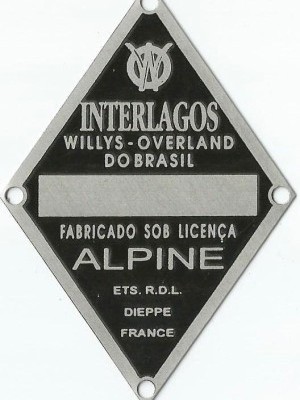 INTERLAGOS
WILLYS-OVERLAND
DO BRASIL
FABRICADO SOB LICENÇA
ALPINE
ETS. R.D.L.
DIEPPE
FRANCE